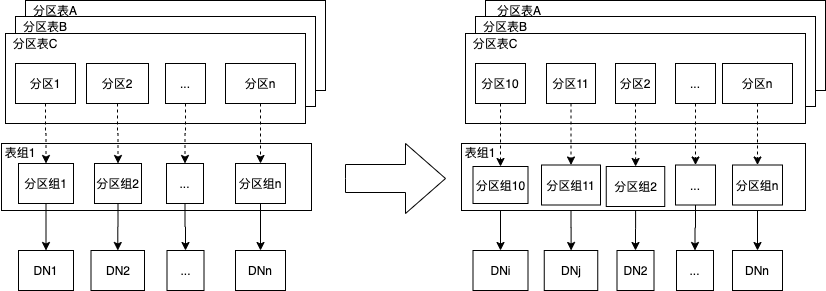 分区表A
分区表B
分区表C
分区1 分区2 ... 分区n
表组1
分区组1 分区组2 ... 分区组n
DN1 DN2 ... DNn
分区表A
分区表B
分区表C
分区10 分区11 分区2 ... 分区n
表组1
分区组10 分区组11 分区组2 ... 分区组n
DNi DNj DN2 ... DNn